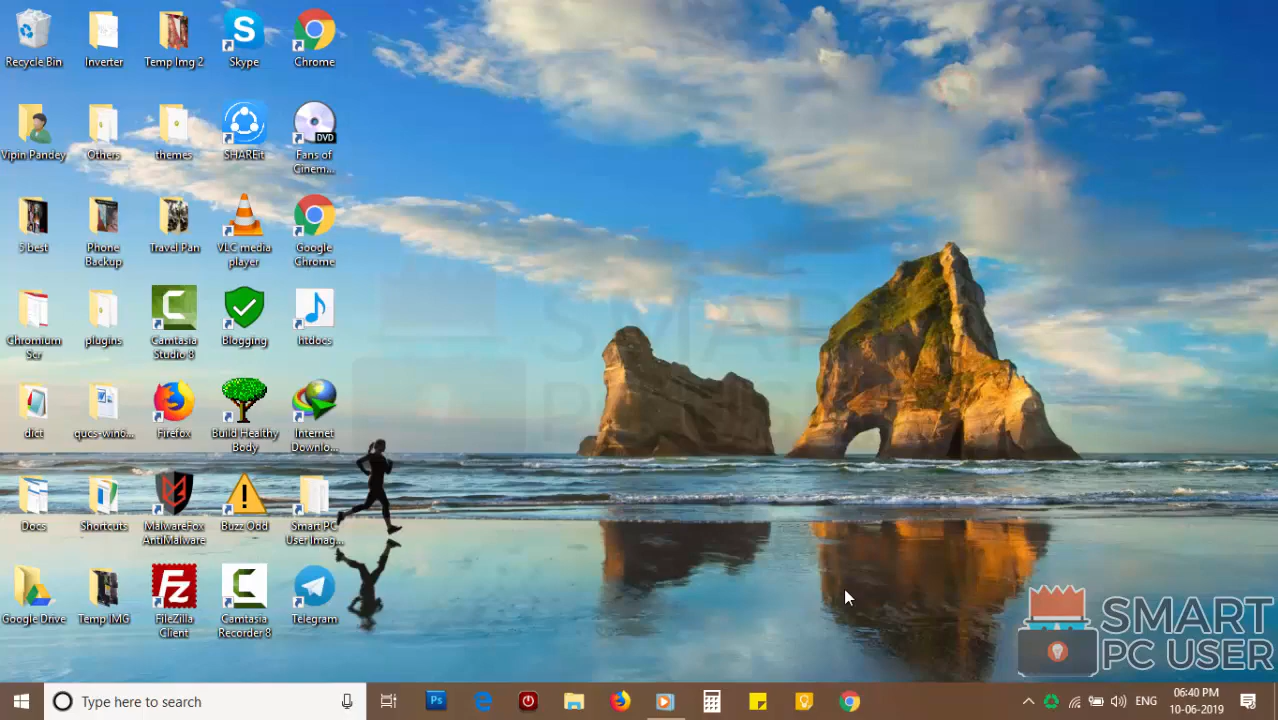 Recycle Bin
Inverter
Temp Img 2
Skype
Chrome
Vipin Pandey
Others
themes
SHAREit
DVD
Fans of
Cinem...
5 best
Phone
Backup
Travel Pan
VLC media
player
Google
Chrome
Chromium
Scr
plugins
Camtasia
Studio 8
Blogging
htdocs
dict
qucs-win0...
Firefox
Build Healthy
Body
Internet
Downlo...
Docs
Shortcuts
MalwareFox
AntiMalware
Buzz Odd
Smart PC
User Imag...
Google Drive
Temp IMG
Fz
FileZilla
Client
Camtasia
Recorder 8
Telegram
SMART
PC USER
Type here to search
Ps
ENG
06:40 PM
10-06-2019